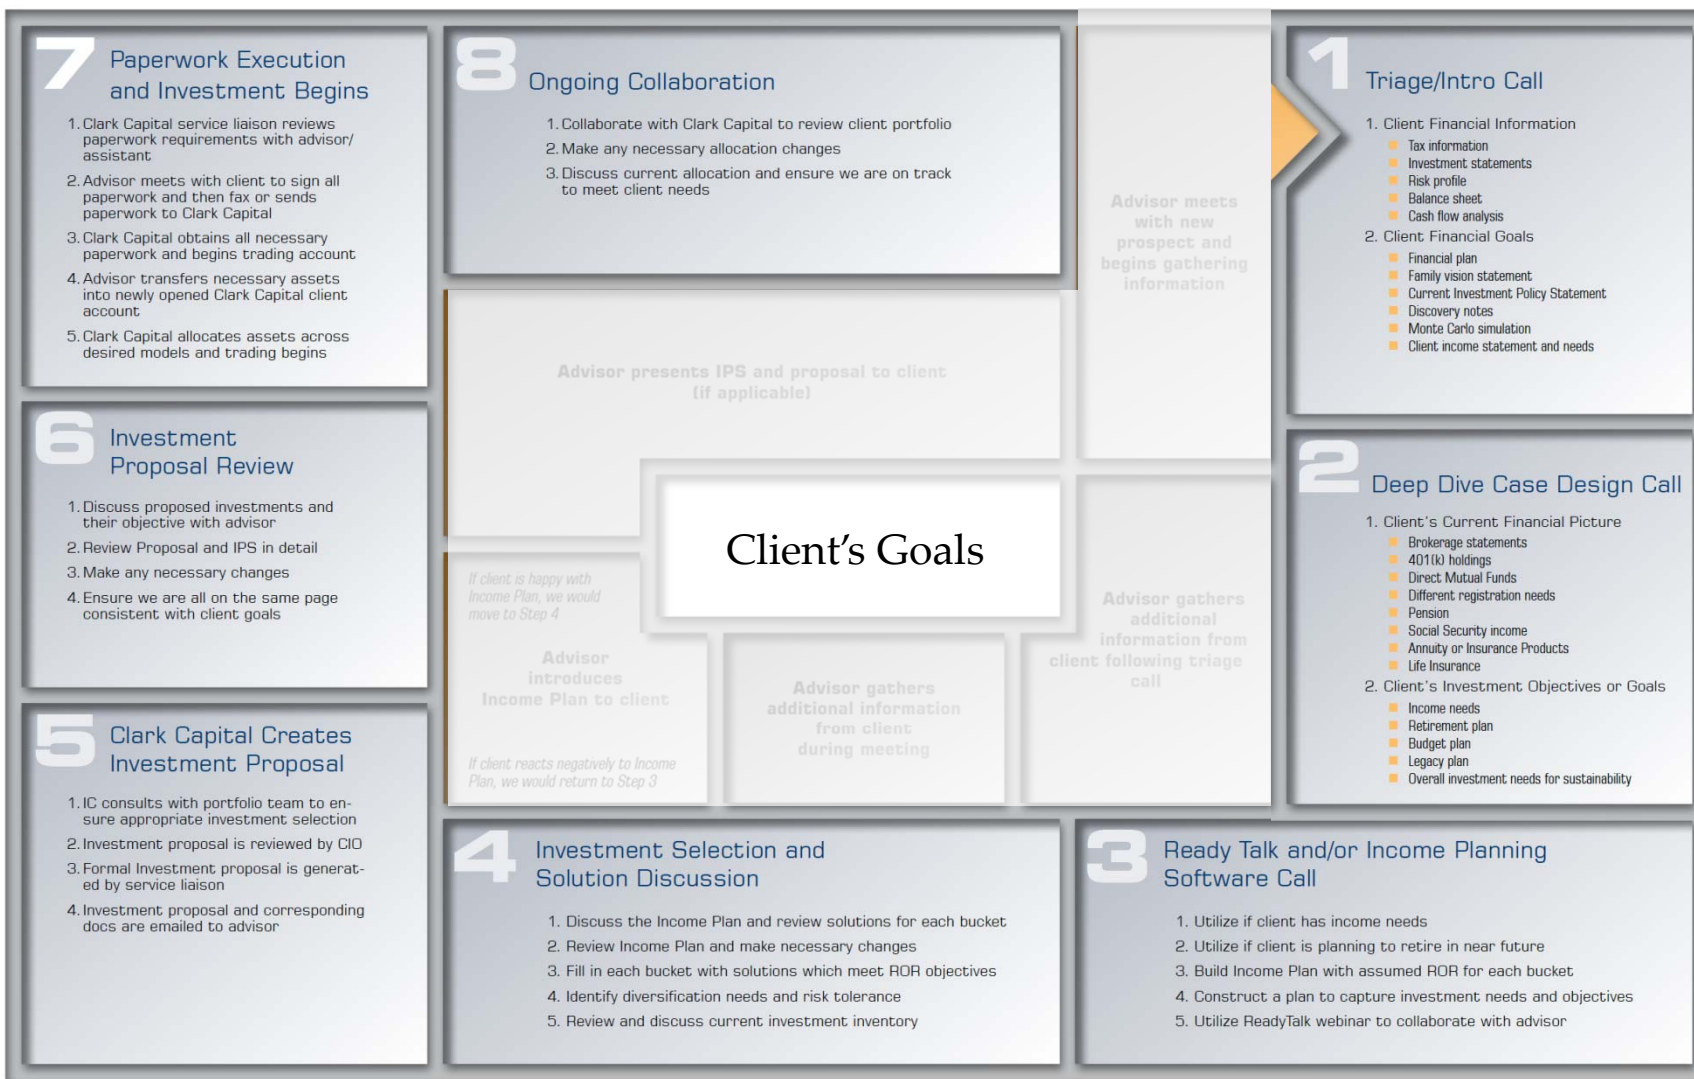 7
Paperwork Execution
and Investment Begins
1. Clark Capital service liaison reviews
paperwork requirements with advisor/
assistant
2. Advisor meets with client to sign all
paperwork and then fax or sends
paperwork to Clark Capital
3. Clark Capital obtains all necessary
paperwork and begins trading account
4. Advisor transfers necessary assets
into newly opened Clark Capital client
account
5. Clark Capital allocates assets across
desired models and trading begins
8
Ongoing Collaboration
1. Collaborate with Clark Capital to review client portfolio
2. Make any necessary allocation changes
3. Discuss current allocation and ensure we are on track
to meet client needs
Advisor meets
with new
prospect and
begins gathering
information
1
Triage/Intro Call
1. Client Financial Information
Tax information
Investment statements
Risk profile
Balance sheet
Cash flow analysis
2. Client Financial Goals
Financial plan
Family vision statement
Current Investment Policy Statement
Discovery notes
Monte Carlo simulation
Client income statement and needs
Advisor presents IPS and proposal to client
(if applicable)
6
Investment
Proposal Review
1. Discuss proposed investments and
their objective with advisor
2. Review Proposal and IPS in detail
3. Make any necessary changes
4. Ensure we are all on the same page
consistent with client goals
Client's Goals
If client is happy with
Income Plan, we would
move to Step 4
Advisor
introduces
Income Plan to client
If client reacts negatively to Income
Plan, we would return to Step 3
Advisor gathers
additional information
from client
during meeting
Advisor gathers
additional
information from
client following triage
call
2
Deep Dive Case Design Call
1. Client's Current Financial Picture
Brokerage statements
401(k) holdings
Direct Mutual Funds
Different registration needs
Pension
Social Security income
Annuity or Insurance Products
Life Insurance
2. Client's Investment Objectives or Goals
Income needs
Retirement plan
Budget plan
Legacy plan
Overall investment needs for sustainability
5
Clark Capital Creates
Investment Proposal
1. IC consults with portfolio team to en-
sure appropriate investment selection
2. Investment proposal is reviewed by CIO
3. Formal Investment proposal is generat-
ed by service liaison
4. Investment proposal and corresponding
docs are emailed to advisor
4
Investment Selection and
Solution Discussion
1. Discuss the Income Plan and review solutions for each bucket
2. Review Income Plan and make necessary changes
3. Fill in each bucket with solutions which meet ROR objectives
4. Identify diversification needs and risk tolerance
5. Review and discuss current investment inventory
3
Ready Talk and/or Income Planning
Software Call
1. Utilize if client has income needs
2. Utilize if client is planning to retire in near future
3. Build Income Plan with assumed ROR for each bucket
4. Construct a plan to capture investment needs and objectives
5. Utilize ReadyTalk webinar to collaborate with advisor